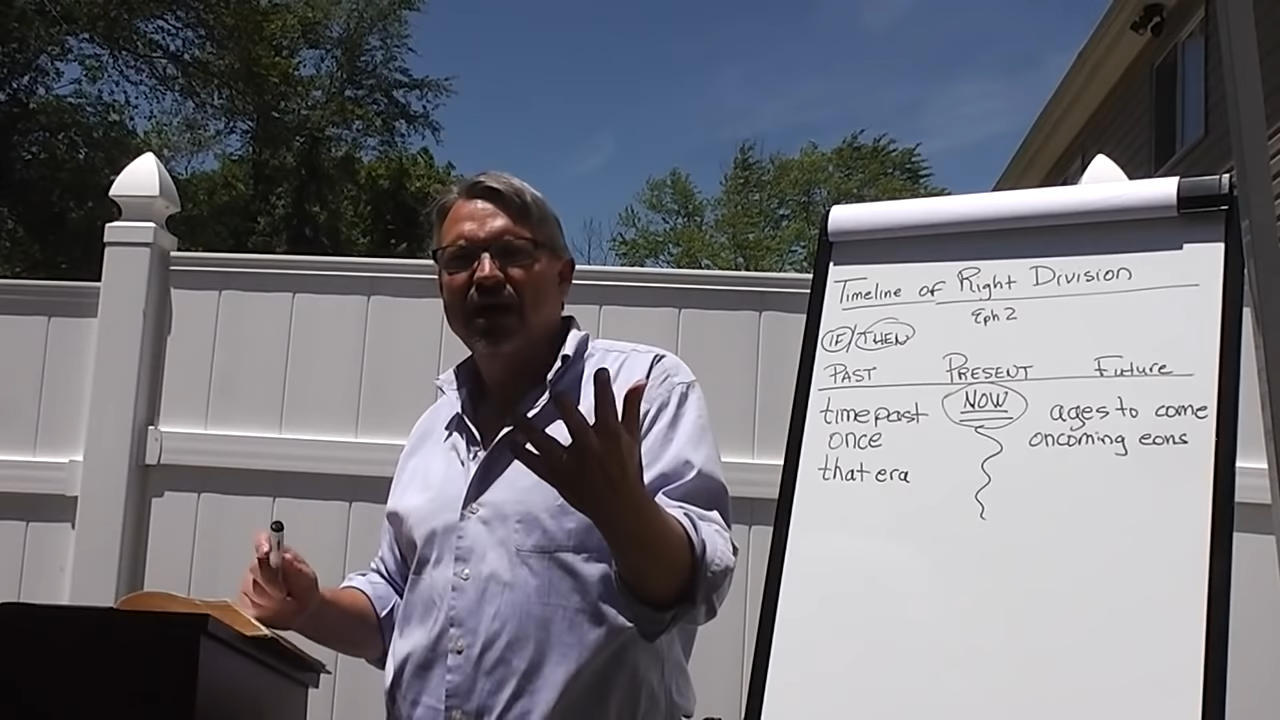 Timeline of Right Division
Eph 2
IF/THEN
PAST PRESENT Future
time past NOW ages to come
once oncoming eons
that era